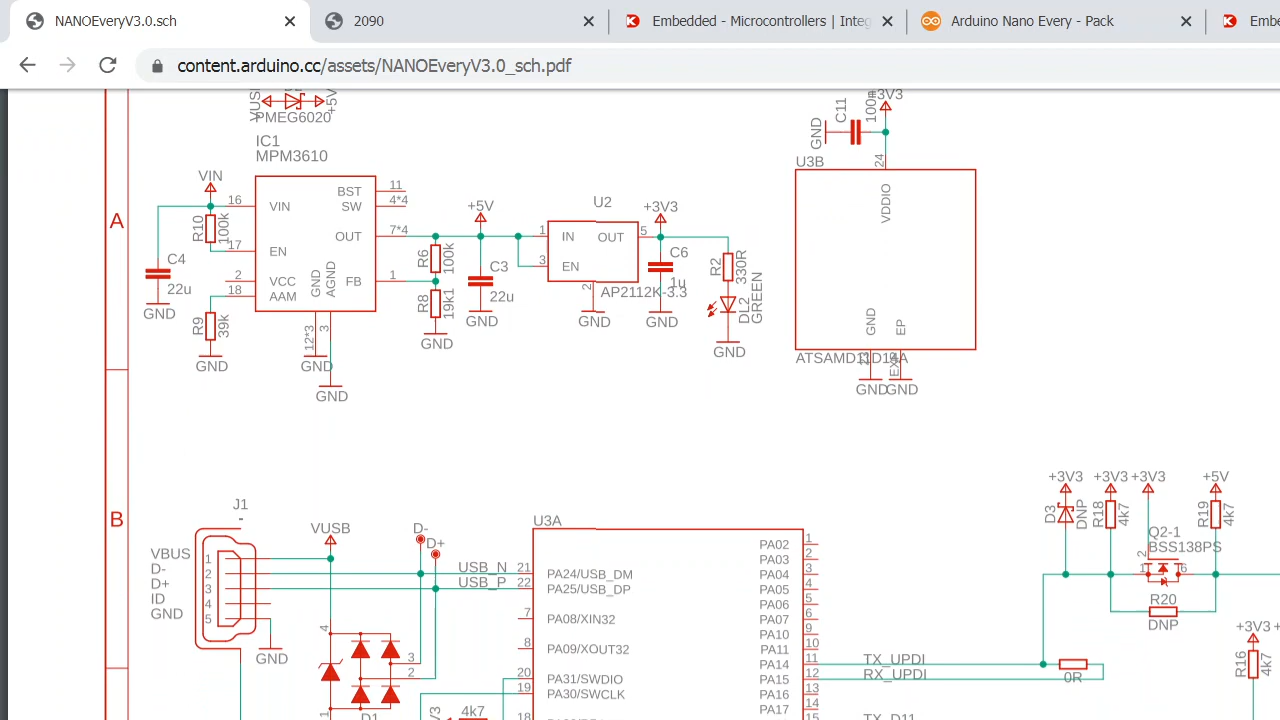 NANOEveryV3.0.sch
2090
Embedded - Microcontrollers | Integ
Arduino Nano Every - Pack
Embe
content.arduino.cc/assets/NANOEveryV3.0_sch.pdf
VUS
+5V
PMEG6020
IC1
MPM3610
VIN
16
VIN
BST
11
SW
4*4
OUT
7*4
R10
100k
17
EN
2
VCC
18
AAM
GND
AGND
FB
1
C4
22u
GND
R9
39k
GND
12*3
3
GND
GND
R6
100k
R8
19k1
GND
+5V
C3
22u
GND
U2
1
IN
OUT
5
3
EN
2
AP2112K-3.3
GND
+3V3
C6
1u
GND
R2
330R
DL2
GREEN
GND
GND
C11
100n
+3V3
24
U3B
VDDIO
GND
EP
ATSAMD11D14A
23
EXP
GND
GND
A
B
J1
-
VBUS
D-
D+
ID
GND
1
2
3
4
5
GND
VUSB
D-
D+
USB_N
USB_P
4
3
2
1
D1
U3A
21
PA24/USB_DM
22
PA25/USB_DP
7
PA08/XIN32
8
PA09/XOUT32
20
PA31/SWDIO
19
PA30/SWCLK
18
4k7
PA02
1
PA03
2
PA04
3
PA05
4
PA06
5
PA07
6
PA10
9
PA11
10
PA14
11
PA15
12
PA16
13
PA17
14
15
TX_UPDI
RX_UPDI
TX_D11
0R
+3V3
+3V3
+3V3
+5V
D3
DNP
R18
4k7
Q2-1
BSS138PS
2
1
6
R19
4k7
R20
DNP
+3V3
R16
4k7